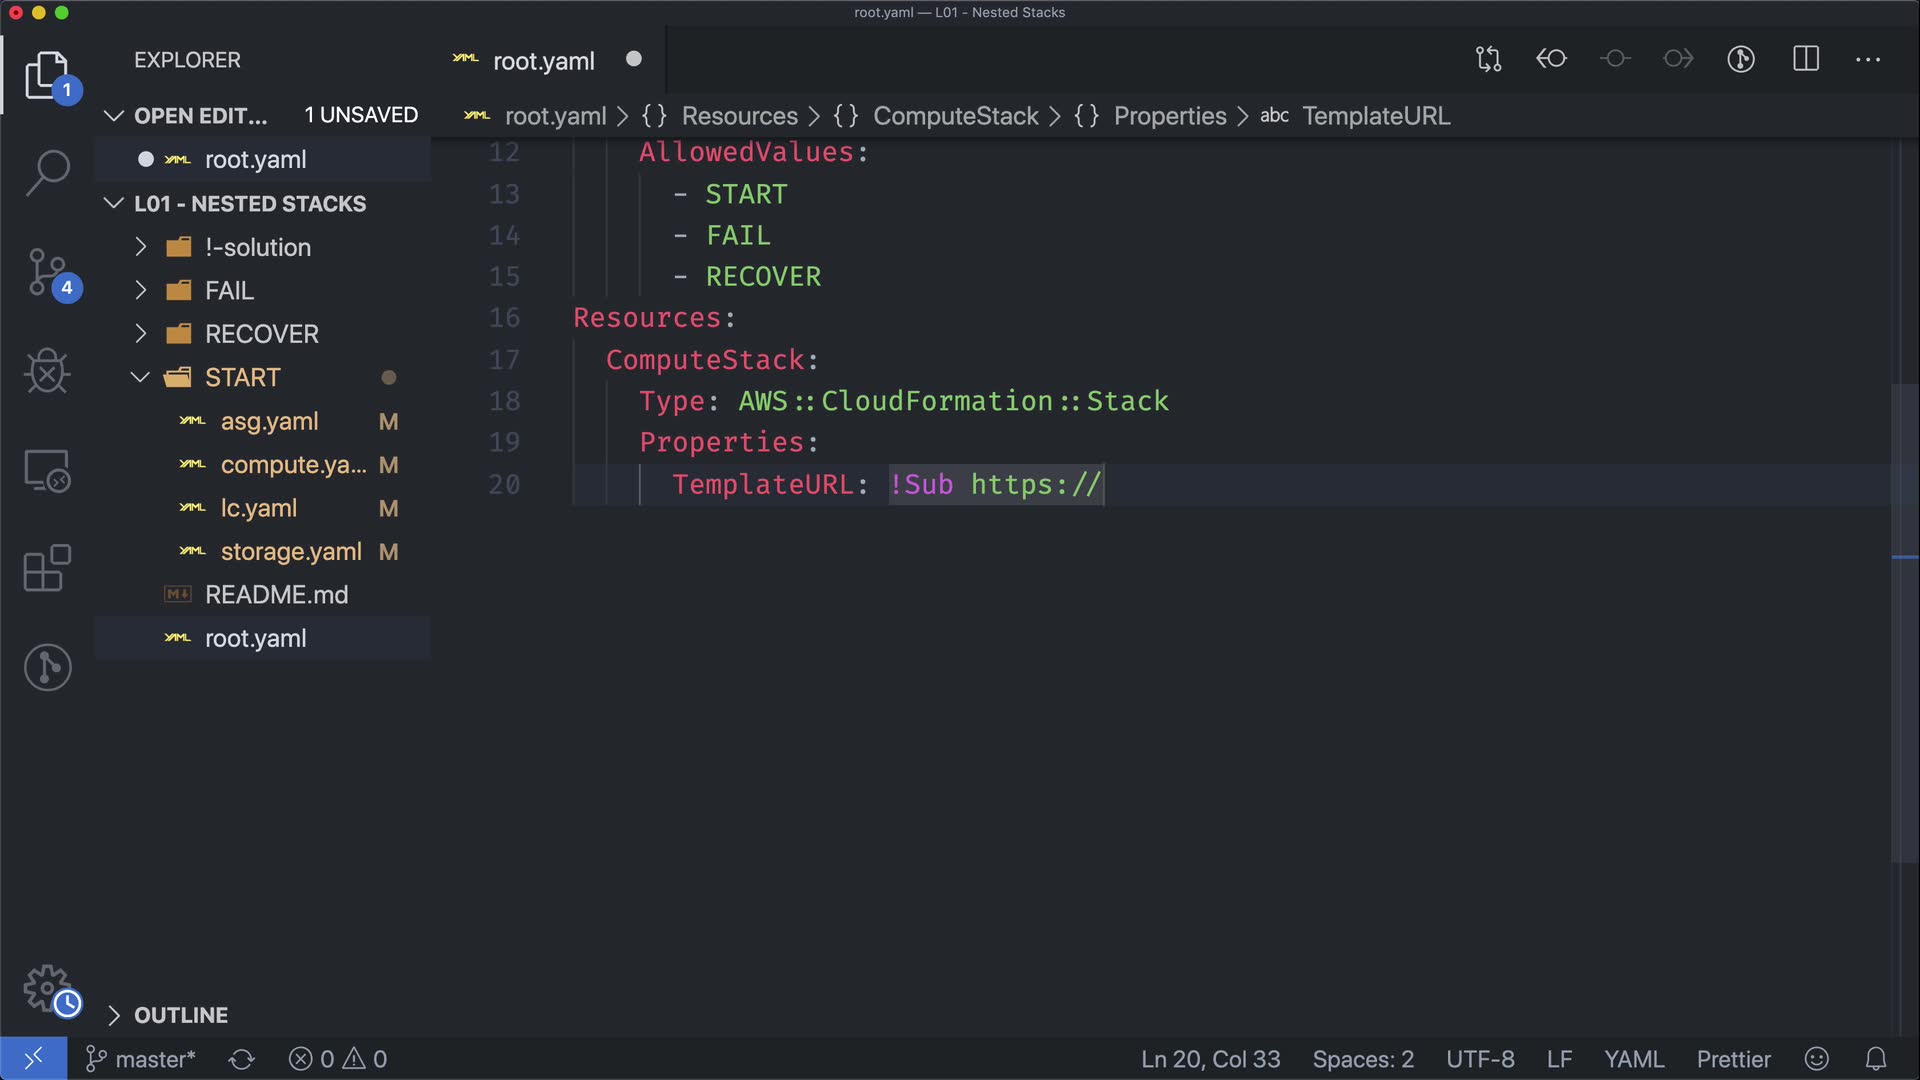 root.yaml — L01 - Nested Stacks
EXPLORER
OPEN EDIT... 1 UNSAVED
root.yaml
L01 - NESTED STACKS
!-solution
FAIL
RECOVER
START
asg.yaml M
compute.ya... M
lc.yaml M
storage.yaml M
README.md
root.yaml
OUTLINE
1
4
root.yaml
root.yaml > {} Resources > {} ComputeStack > {} Properties > abc TemplateURL
12 AllowedValues:
13 - START
14 - FAIL
15 - RECOVER
16 Resources:
17 ComputeStack:
18 Type: AWS::CloudFormation::Stack
19 Properties:
20 TemplateURL: !Sub https://
master* 0 0 Ln 20, Col 33 Spaces: 2 UTF-8 LF YAML Prettier